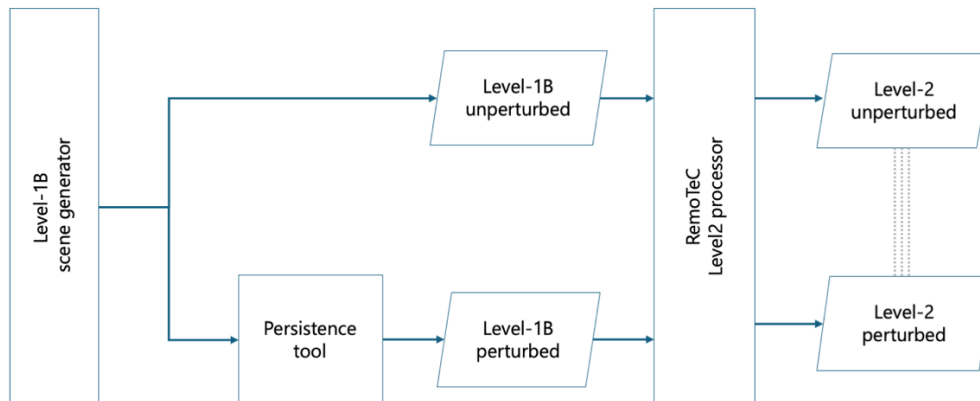 Level-1B
scene generator
Level-1B
unperturbed
Persistence
tool
Level-1B
perturbed
RemoTeC
Level2 processor
Level-2
unperturbed
Level-2
perturbed